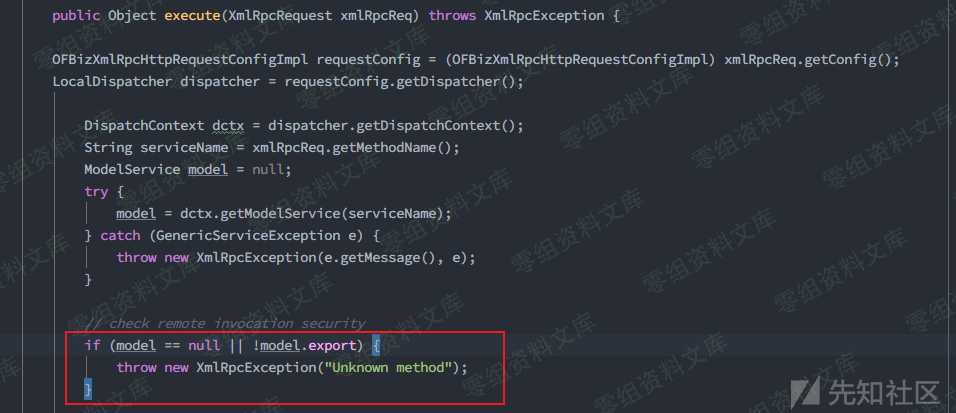 public Object execute(XmlRpcRequest xmlRpcReq) throws XmlRpcException {
OFBizXmlRpcHttpRequestConfigImpl requestConfig = (OFBizXmlRpcHttpRequestConfigImpl) xmlRpcReq.getConfig();
LocalDispatcher dispatcher = requestConfig.getDispatcher();
DispatchContext dctx = dispatcher.getDispatchContext();
String serviceName = xmlRpcReq.getMethodName();
ModelService model = null;
try {
model = dctx.getModelService(serviceName);
} catch (GenericServiceException e) {
throw new XmlRpcException(e.getMessage(), e);
}
// check remote invocation security
if (model == null || !model.export) {
throw new XmlRpcException("Unknown method");
}
零组资料文库
先知社区